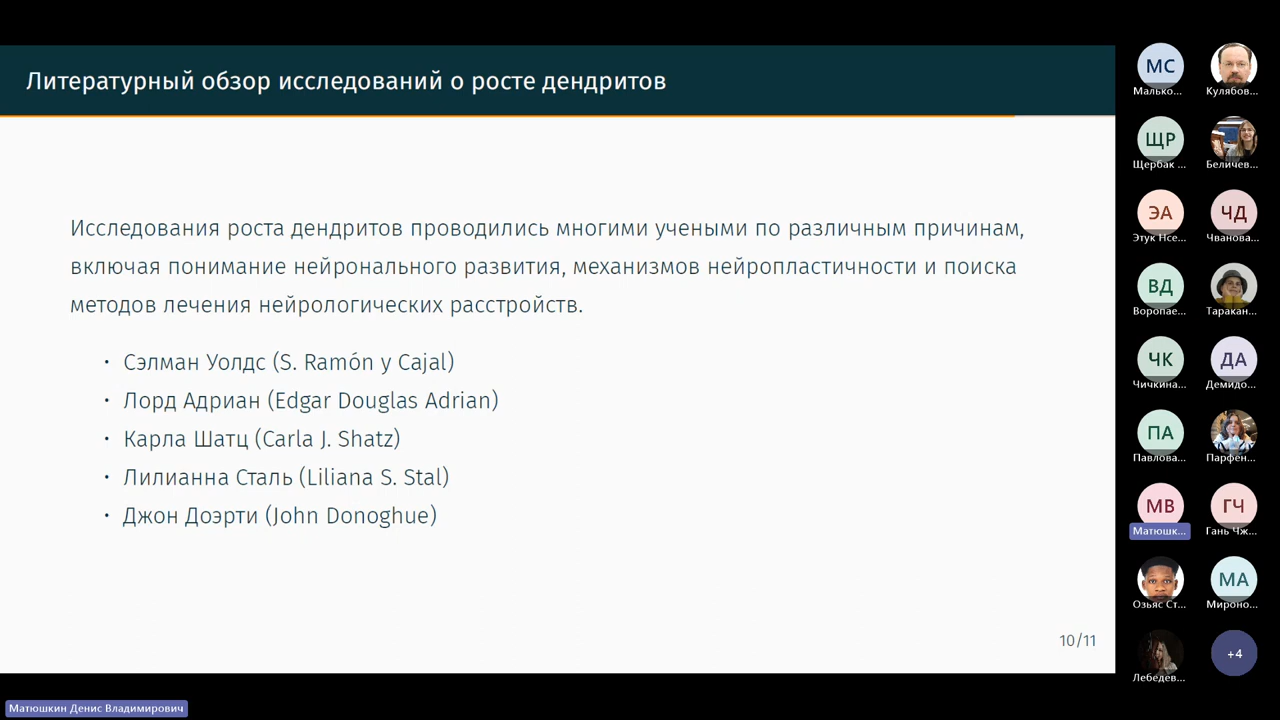 Литературный обзор исследований о росте дендритов
Исследования роста дендритов проводились многими учеными по различным причинам,
включая понимание нейронального развития, механизмов нейропластичности и поиска
методов лечения нейрологических расстройств.
• Сэлман Уолдс (S. Ramón y Cajal)
• Лорд Адриан (Edgar Douglas Adrian)
• Карла Шатц (Carla J. Shatz)
• Лилианна Сталь (Liliana S. Stal)
• Джон Доэрти (John Donoghue)
10/11
МС
Малько...
Кулябов...
ЩР
Щербак ...
Беличев...
ЭА
Этук Нсе...
ЧД
Чванова...
ВД
Воропае...
Таракан...
ЧК
Чичкина...
ДА
Демидо...
ПА
Павлова...
Парфен...
МВ
Матюшк...
ГЧ
Гань Чж...
Озьяс Ст...
МА
Мироно...
Лебедев...
+4
Матюшкин Денис Владимирович